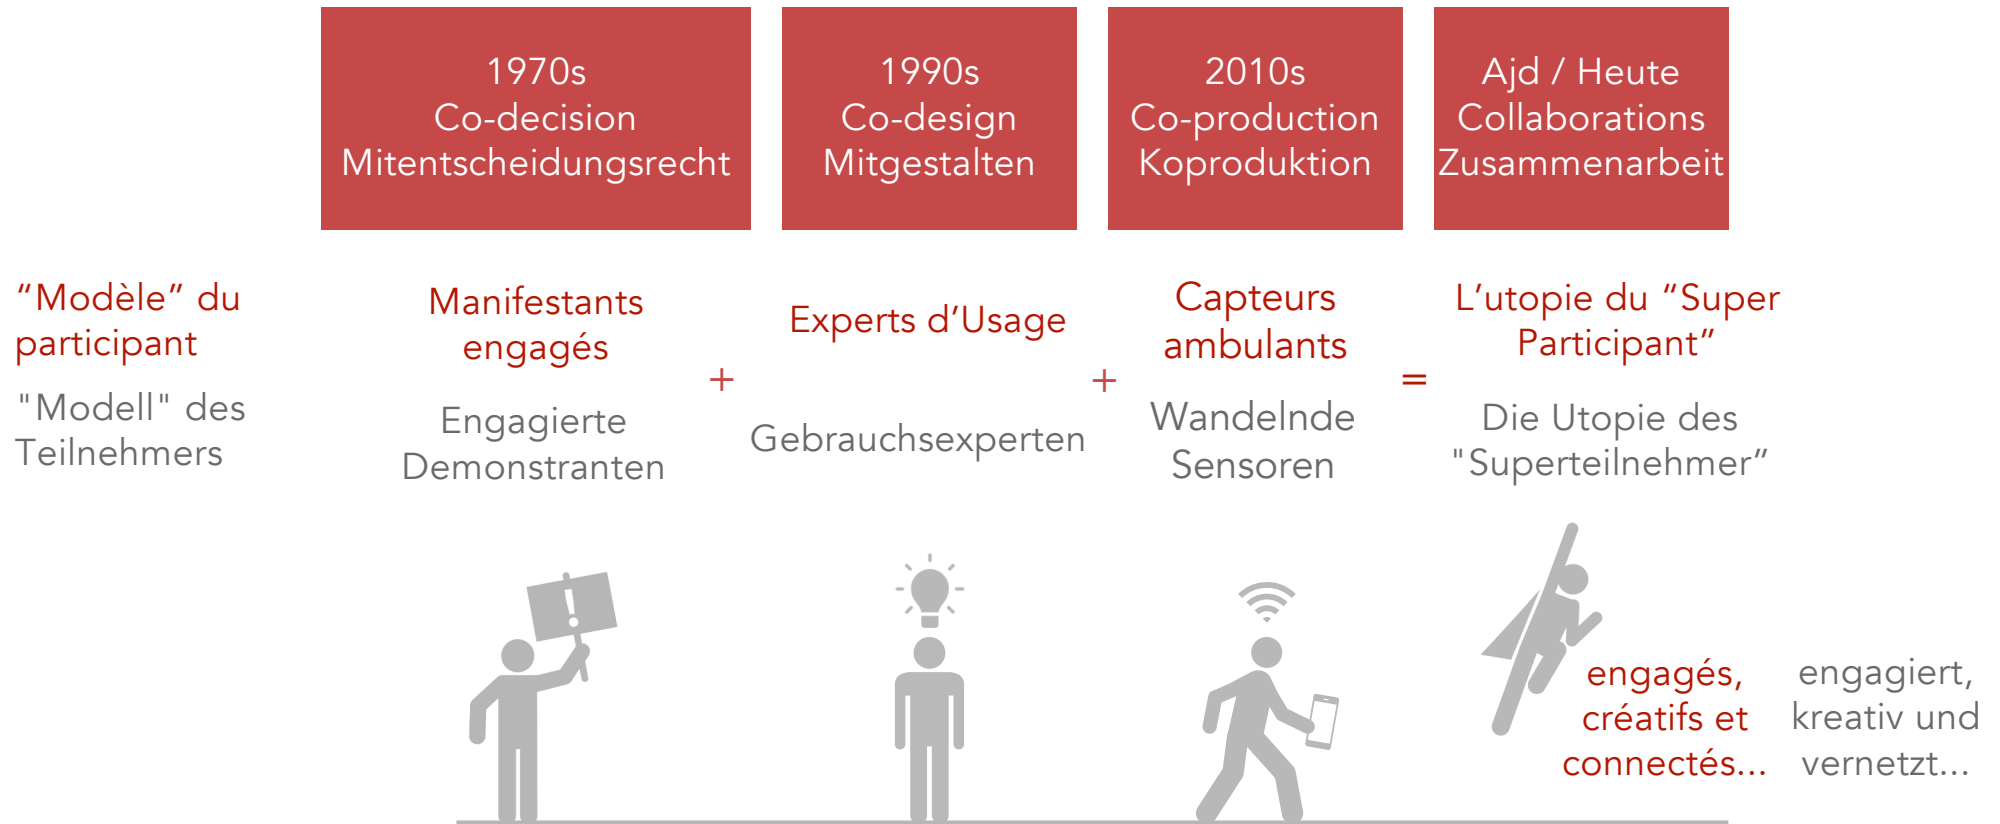 1970s
Co-decision
Mitentscheidungsrecht
1990s
Co-design
Mitgestalten
2010s
Co-production
Koproduktion
Ajd / Heute
Collaborations
Zusammenarbeit
“Modèle” du
participant
"Modell" des
Teilnehmers
Manifestants
engagés
Engagierte
Demonstranten
+
Experts d’Usage
Gebrauchsexperten
+
Capteurs
ambulants
Wandelnde
Sensoren
=
L’utopie du “Super
Participant”
Die Utopie des
"Superteilnehmer”
!
engagés,
créatifs et
connectés...
engagiert,
kreativ und
vernetzt...